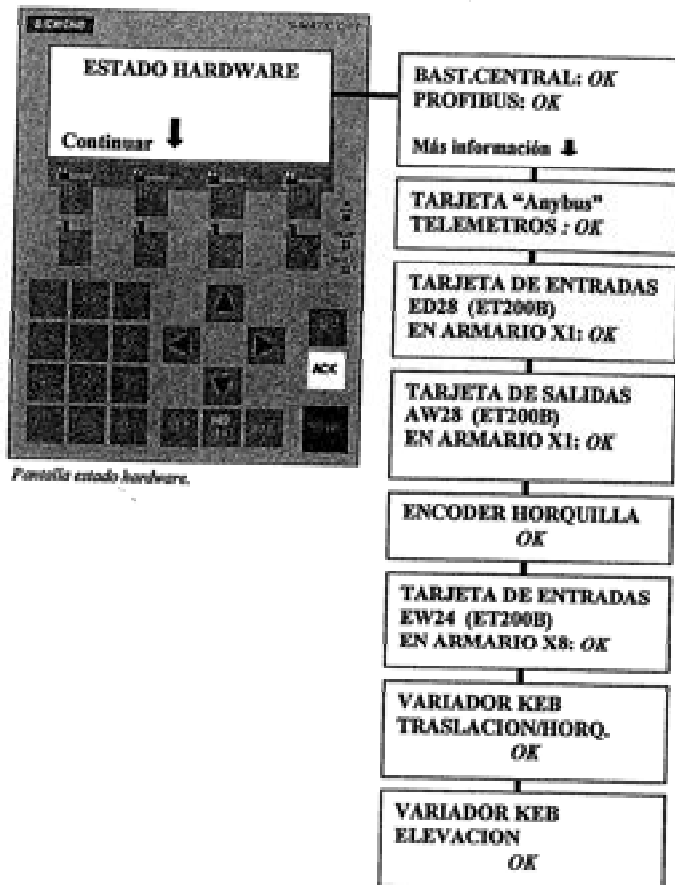 ESTADO HARDWARE
Continuar
ACK
Pantalla estado hardware.
BAST.CENTRAL: OK
PROFIBUS: OK
Más información
TARJETA “Anybus”
TELEMETROS : OK
TARJETA DE ENTRADAS
ED28 (ET200B)
EN ARMARIO X1: OK
TARJETA DE SALIDAS
AW28 (ET200B)
EN ARMARIO X1: OK
ENCODER HORQUILLA
OK
TARJETA DE ENTRADAS
EW24 (ET200B)
EN ARMARIO X8: OK
VARIADOR KEB
TRASLACION/HORQ.
OK
VARIADOR KEB
ELEVACION
OK